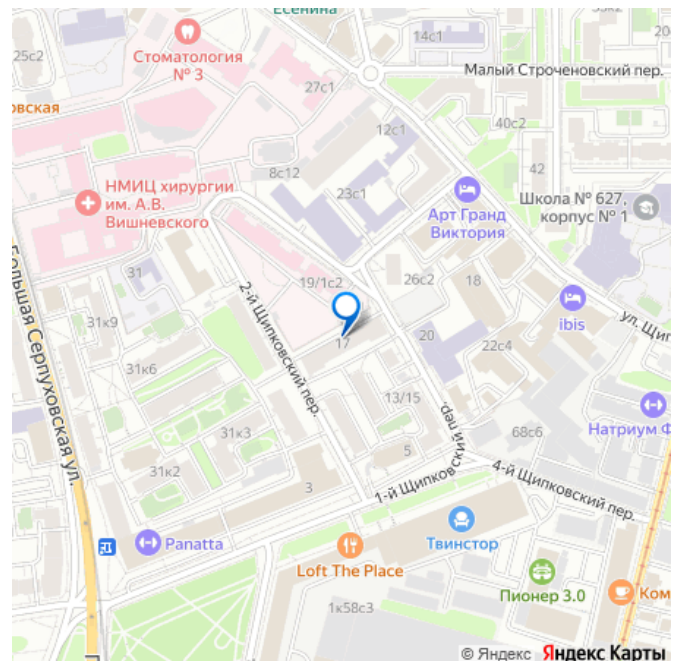 Есенина
14с1
20-
25с2
Стоматология
№ 3
Малый Строченовский пер.
27с1
овская
12с1
40с2
8с12
42
НМИЦ хирургии
им. А.В.
Вишневского
23с1
Арт Гранд
Виктория
Школа № 627,
корпус № 1
31
19/1с2
26с2
18
ibis
ул. Щип
Большая Серпуховская ул.
2-й Щипковский пер.
31к9
17
20
22с4
31к6
13/15
Натриум Ф
31к3
68с6
31к2
5
1-й Щипковский пер.
4-й Щипковский пер.
3
Panatta
Твинстор
Loft The Place
Пионер 3.0
Ком
1к58с3
П
© Яндекс Яндекс Карты